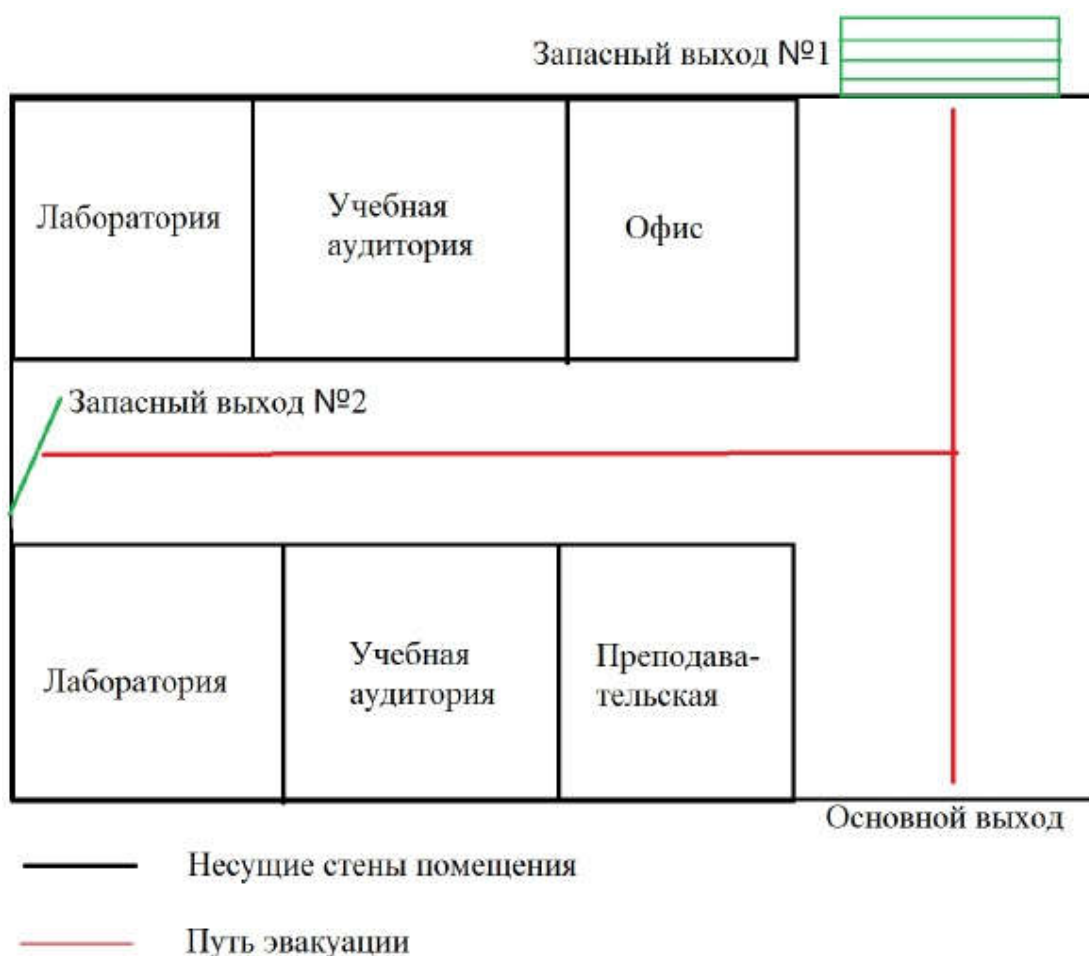 Запасный выход №1
Лаборатория
Учебная
аудитория
Офис
Запасный выход №2
Лаборатория
Учебная
аудитория
Преподава-
тельская
Основной выход
Несущие стены помещения
Путь эвакуации